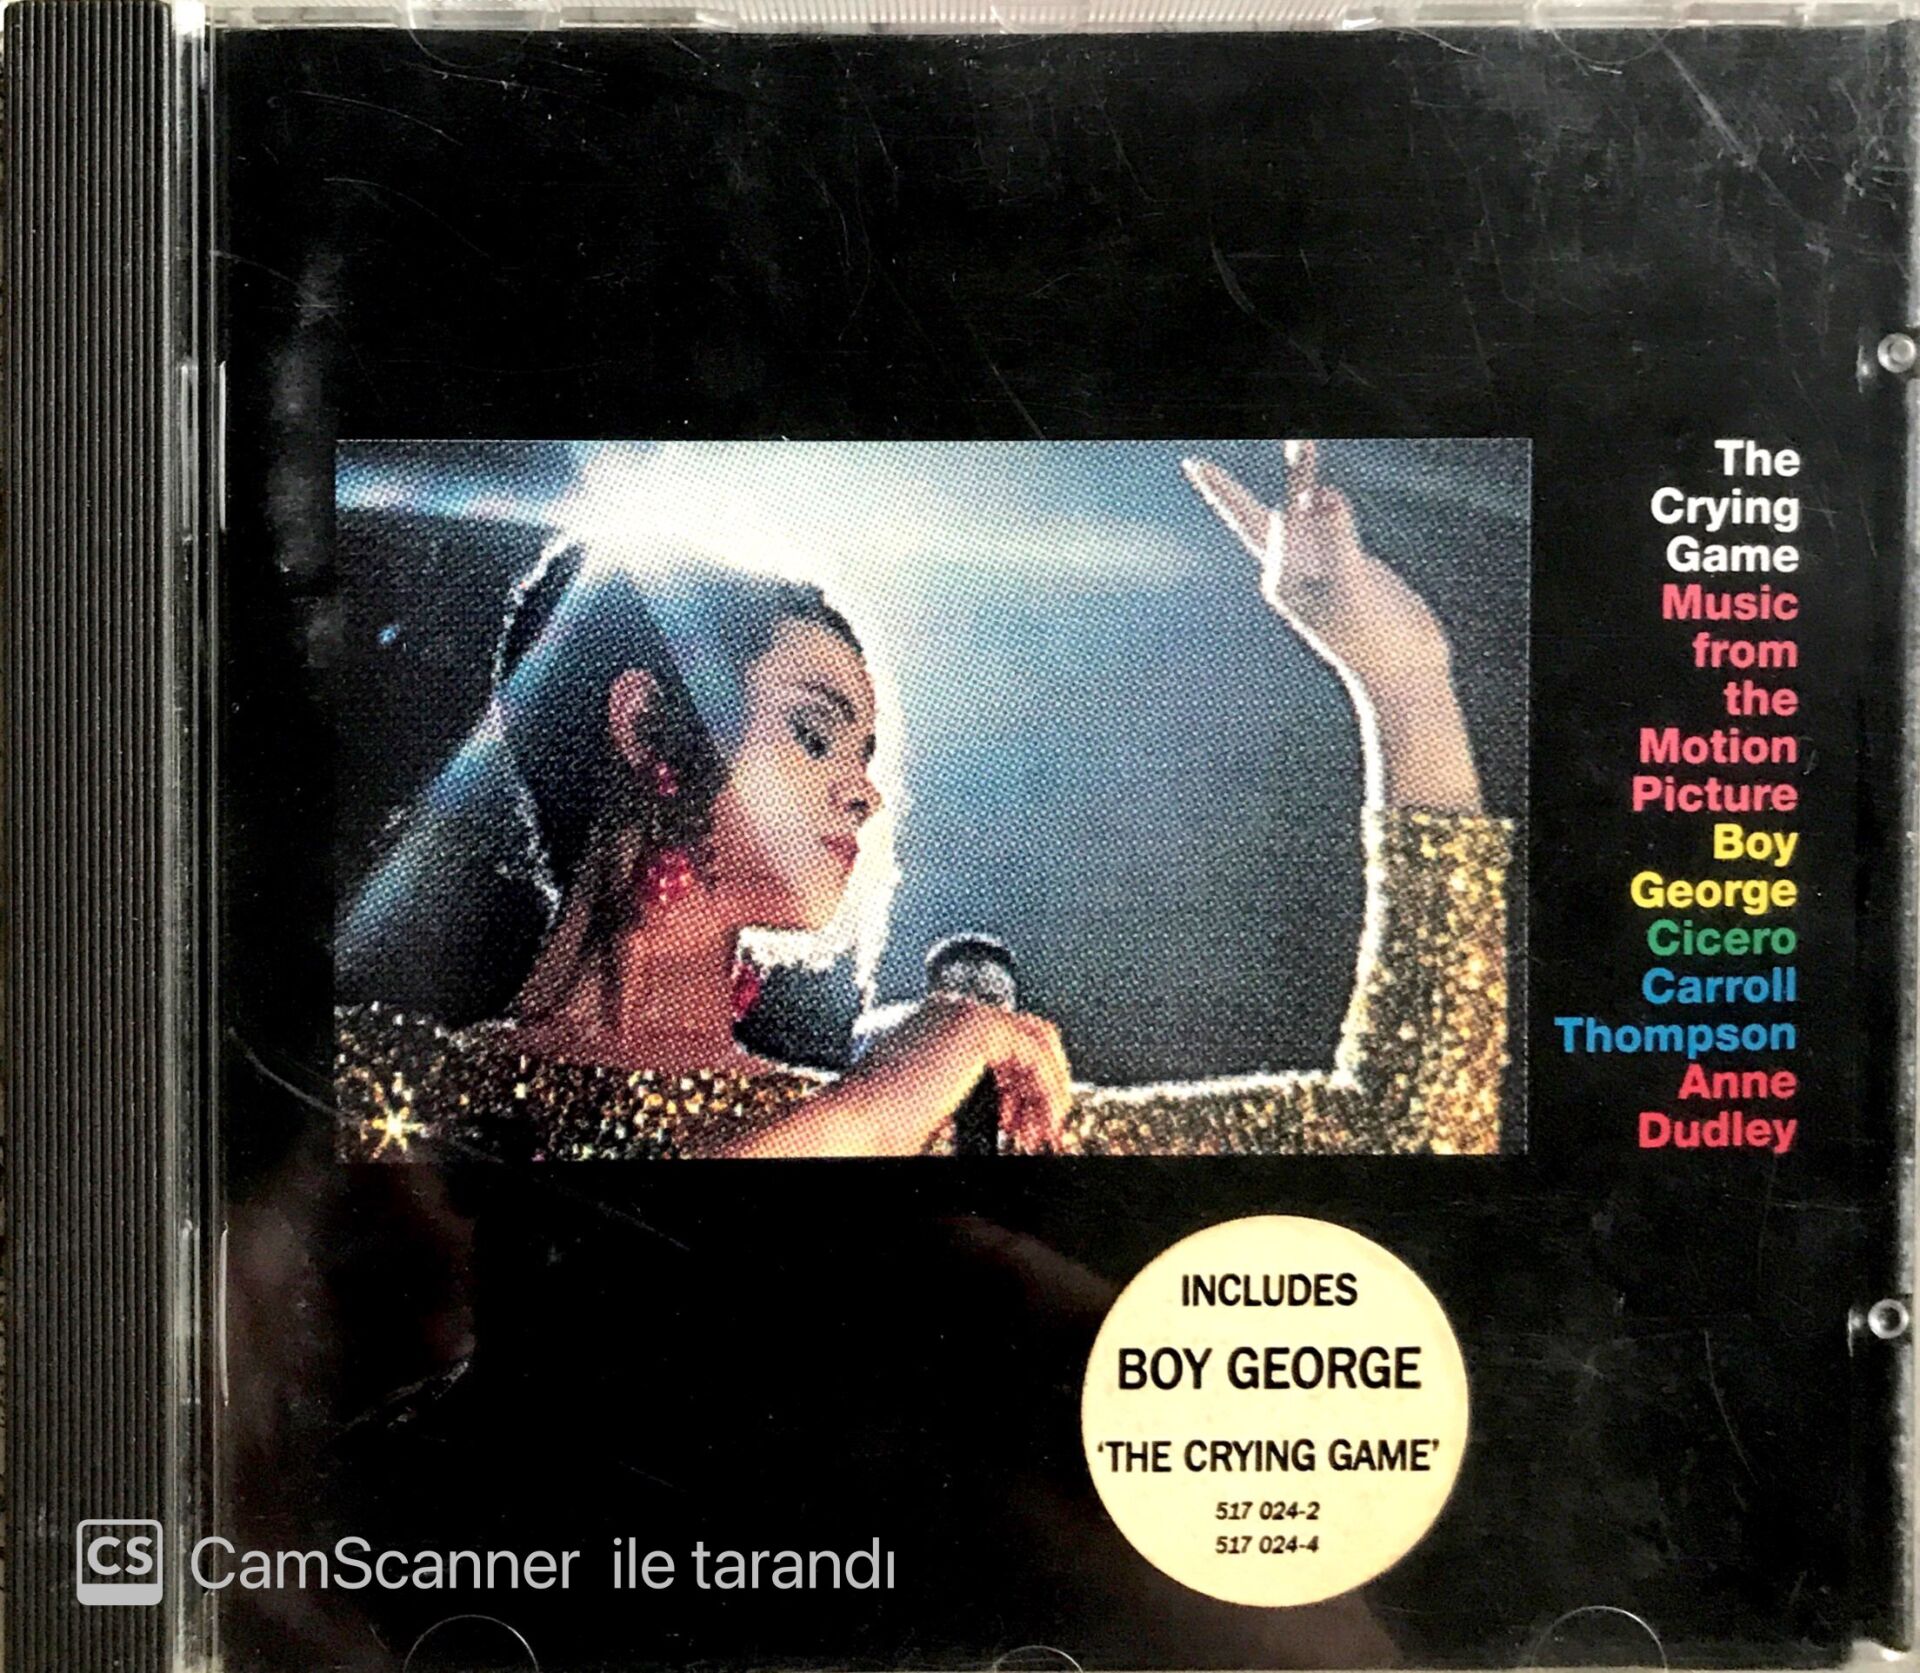 The
Crying
Game
Music
from
the
Motion
Picture
Boy
George
Cicero
Carroll
Thompson
Anne
Dudley
INCLUDES
BOY GEORGE
‘THE CRYING GAME’
517 024-2
517 024-4
CS CamScanner ile tarandı